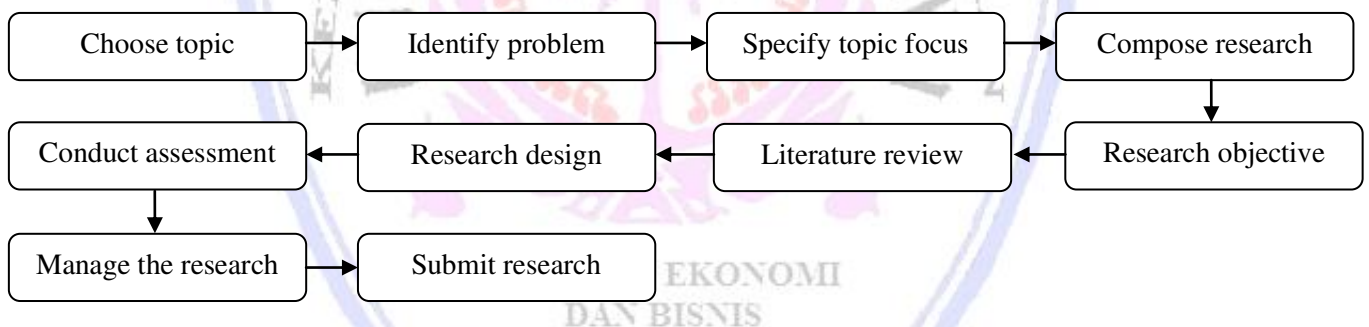 Choose topic
Identify problem
Specify topic focus
Compose research
Research objective
Literature review
Research design
Conduct assessment
Manage the research
Submit research
EKONOMI
DAN BISNIS